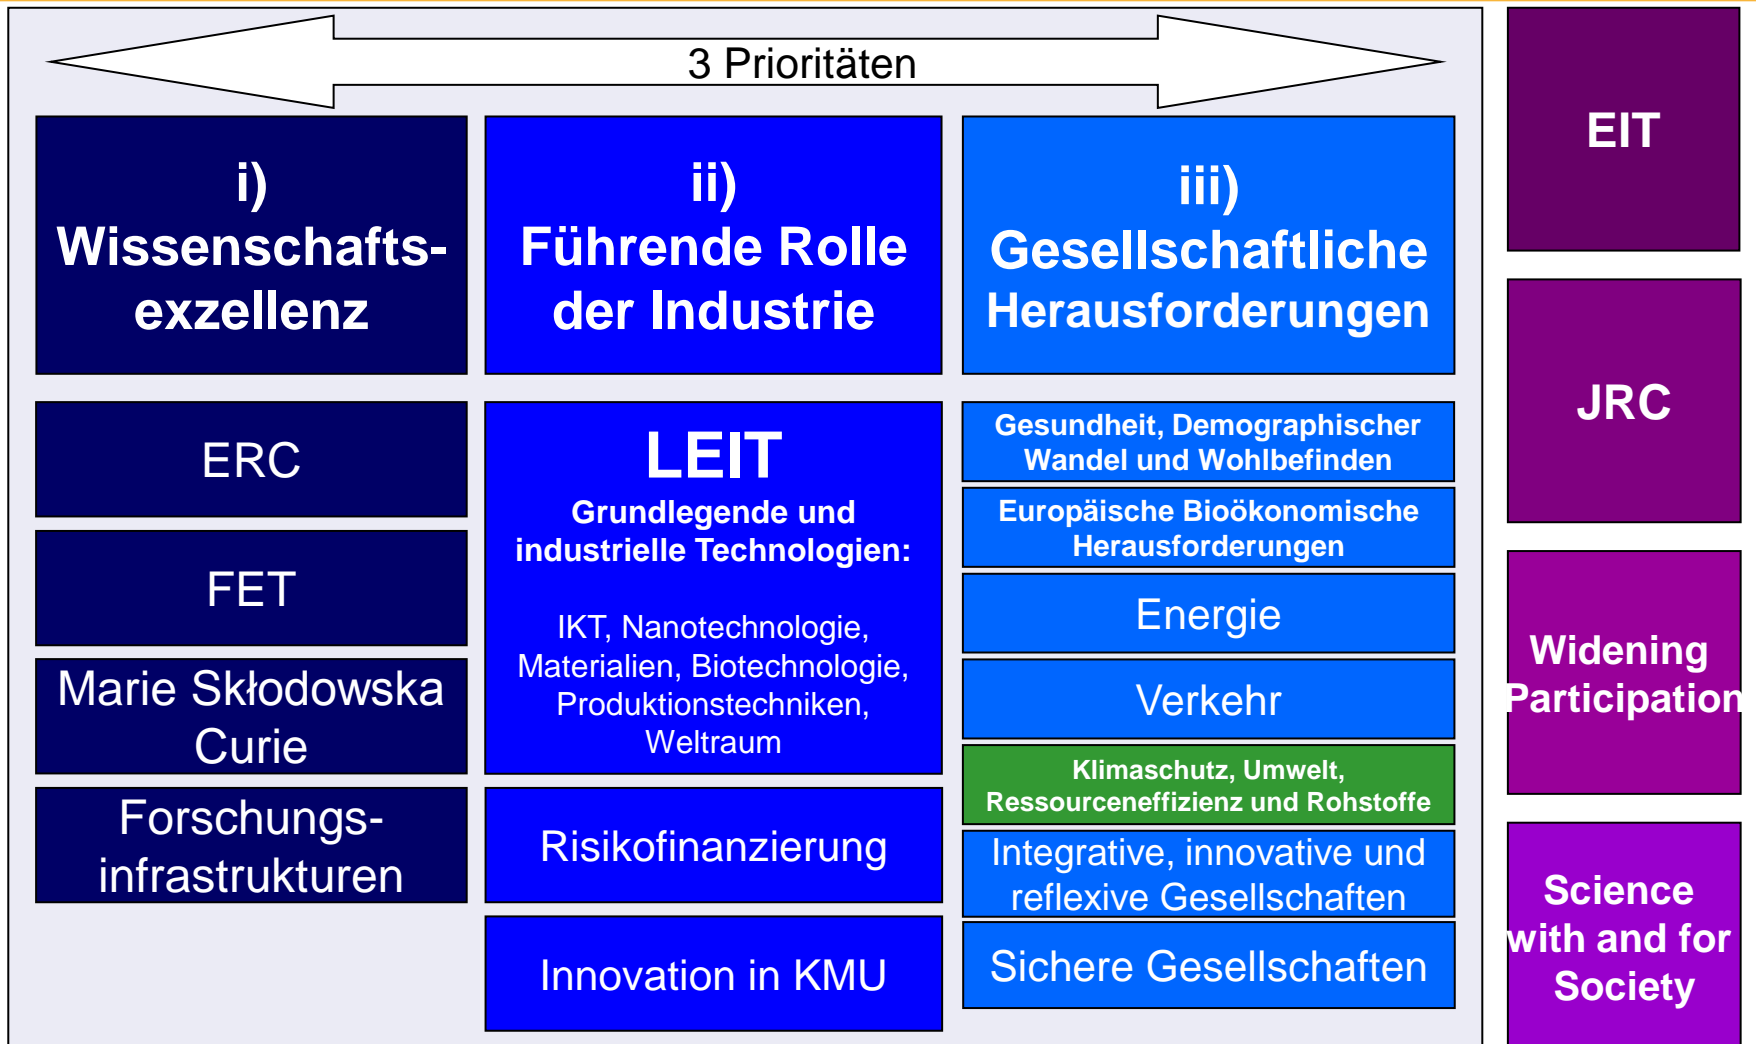 3 Prioritäten
i)
Wissenschafts-
exzellenz
ii)
Führende Rolle
der Industrie
iii)
Gesellschaftliche
Herausforderungen
ERC
FET
Marie Skłodowska
Curie
Forschungs-
infrastrukturen
LEIT
Grundlegende und
industrielle Technologien:
IKT, Nanotechnologie,
Materialien, Biotechnologie,
Produktionstechniken,
Weltraum
Risikofinanzierung
Innovation in KMU
Gesundheit, Demographischer
Wandel und Wohlbefinden
Europäische Bioökonomische
Herausforderungen
Energie
Verkehr
Klimaschutz, Umwelt,
Ressourceneffizienz und Rohstoffe
Integrative, innovative und
reflexive Gesellschaften
Sichere Gesellschaften
EIT
JRC
Widening
Participation
Science
with and for
Society